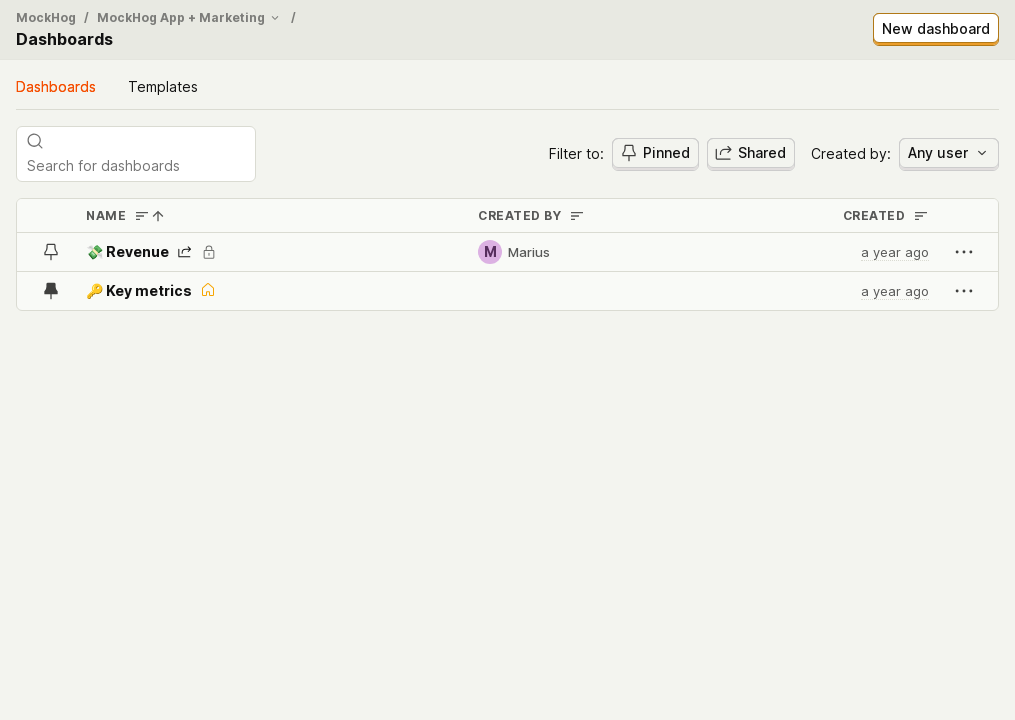 MockHog / MockHog App + Marketing /
Dashboards
New dashboard
Dashboards Templates
Search for dashboards
Filter to: Pinned Shared Created by: Any user
NAME CREATED BY CREATED
💸 Revenue M Marius a year ago
🔑 Key metrics a year ago